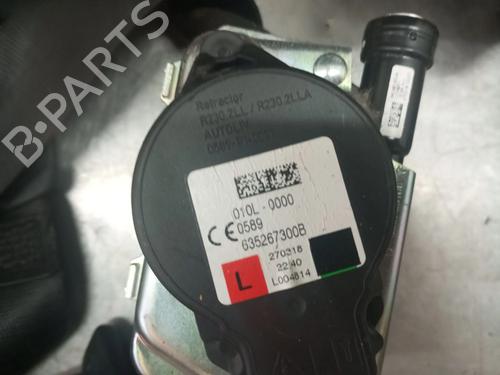 B-PARTS
Retractor
R230.2LL / R230.2LLA
AUTOLIV
010L-0000
CE 0589
635267300B
270318
22:40
L004814
L